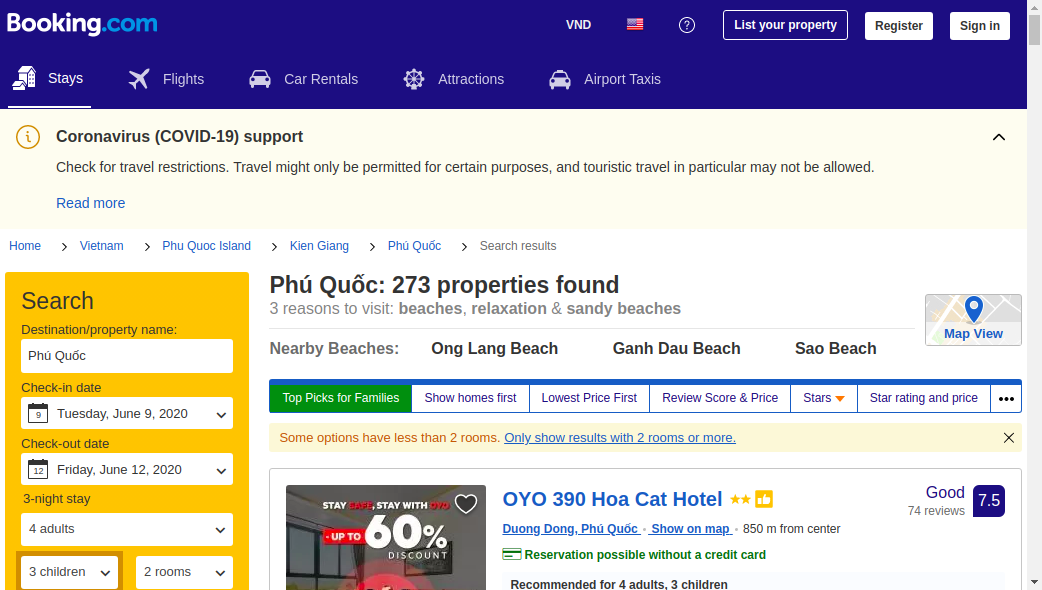 Booking.com
VND
List your property
Register
Sign in
Stays
Flights
Car Rentals
Attractions
Airport Taxis
Coronavirus (COVID-19) support
Check for travel restrictions. Travel might only be permitted for certain purposes, and touristic travel in particular may not be allowed.
Read more
Home > Vietnam > Phu Quoc Island > Kien Giang > Phú Quốc > Search results
Search
Destination/property name:
Phú Quốc
Check-in date
9 Tuesday, June 9, 2020
Check-out date
12 Friday, June 12, 2020
3-night stay
4 adults
3 children
2 rooms
Phú Quốc: 273 properties found
3 reasons to visit: beaches, relaxation & sandy beaches
Map View
Nearby Beaches: Ong Lang Beach Ganh Dau Beach Sao Beach
Top Picks for Families
Show homes first
Lowest Price First
Review Score & Price
Stars
Star rating and price
•••
Some options have less than 2 rooms. Only show results with 2 rooms or more.
STAY SAFE, STAY WITH OYO
- UP TO 60%
DISCOUNT
OYO 390 Hoa Cat Hotel
Good
74 reviews
7.5
Duong Dong, Phú Quốc • Show on map • 850 m from center
Reservation possible without a credit card
Recommended for 4 adults, 3 children